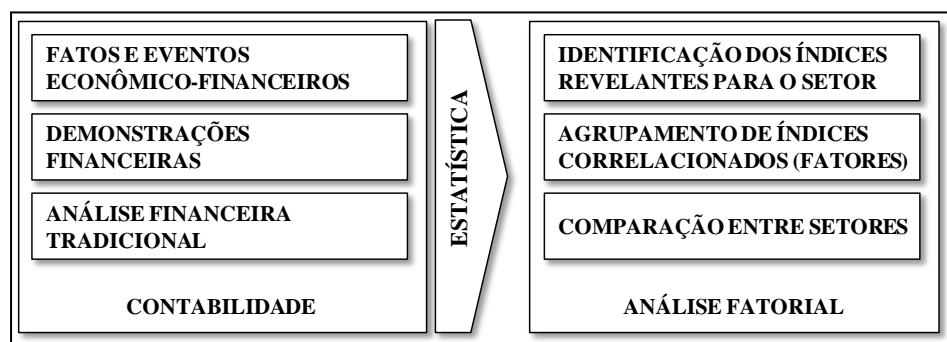 FATOS E EVENTOS
ECONÔMICO-FINANCEIROS
DEMONSTRAÇÕES
FINANCEIRAS
ANÁLISE FINANCEIRA
TRADICIONAL
CONTABILIDADE
ESTATÍSTICA
IDENTIFICAÇÃO DOS ÍNDICES
REVELANTES PARA O SETOR
AGRUPAMENTO DE ÍNDICES
CORRELACIONADOS (FATORES)
COMPARAÇÃO ENTRE SETORES
ANÁLISE FATORIAL